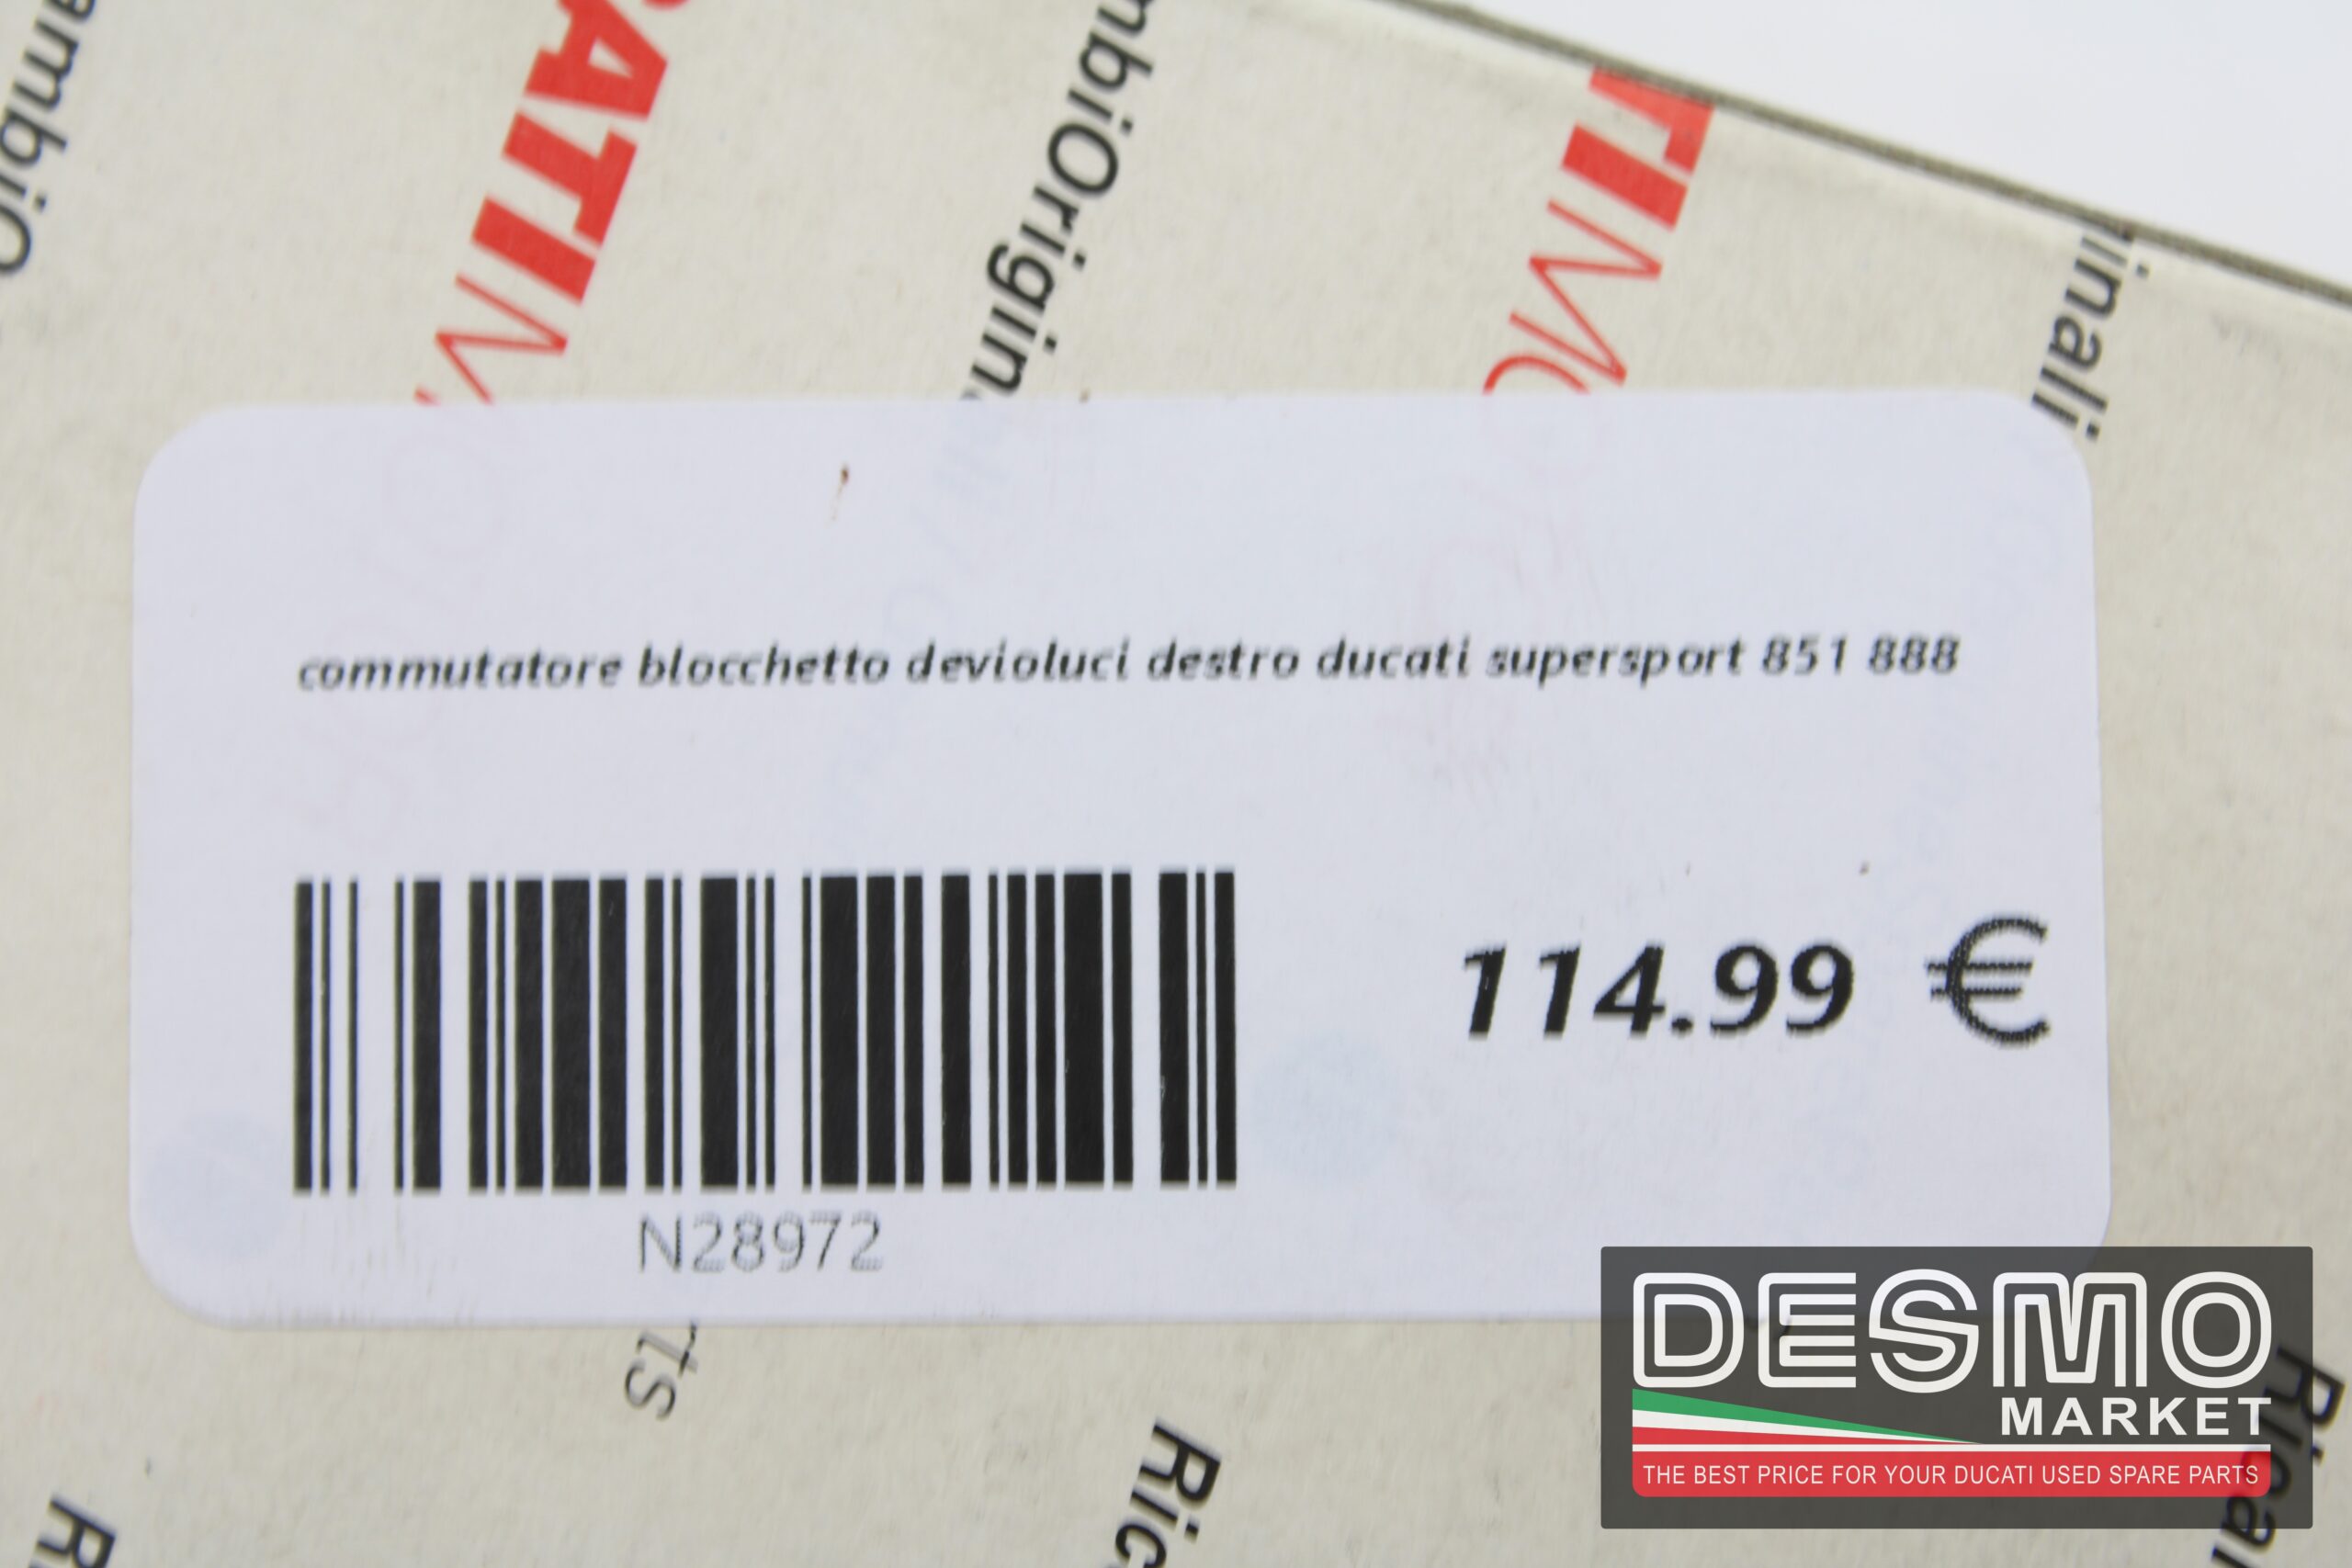 commutatore blocchetto devioluci destro ducati supersport 851 888
114.99 €
N28972
DESMO
MARKET
THE BEST PRICE FOR YOUR DUCATI USED SPARE PARTS